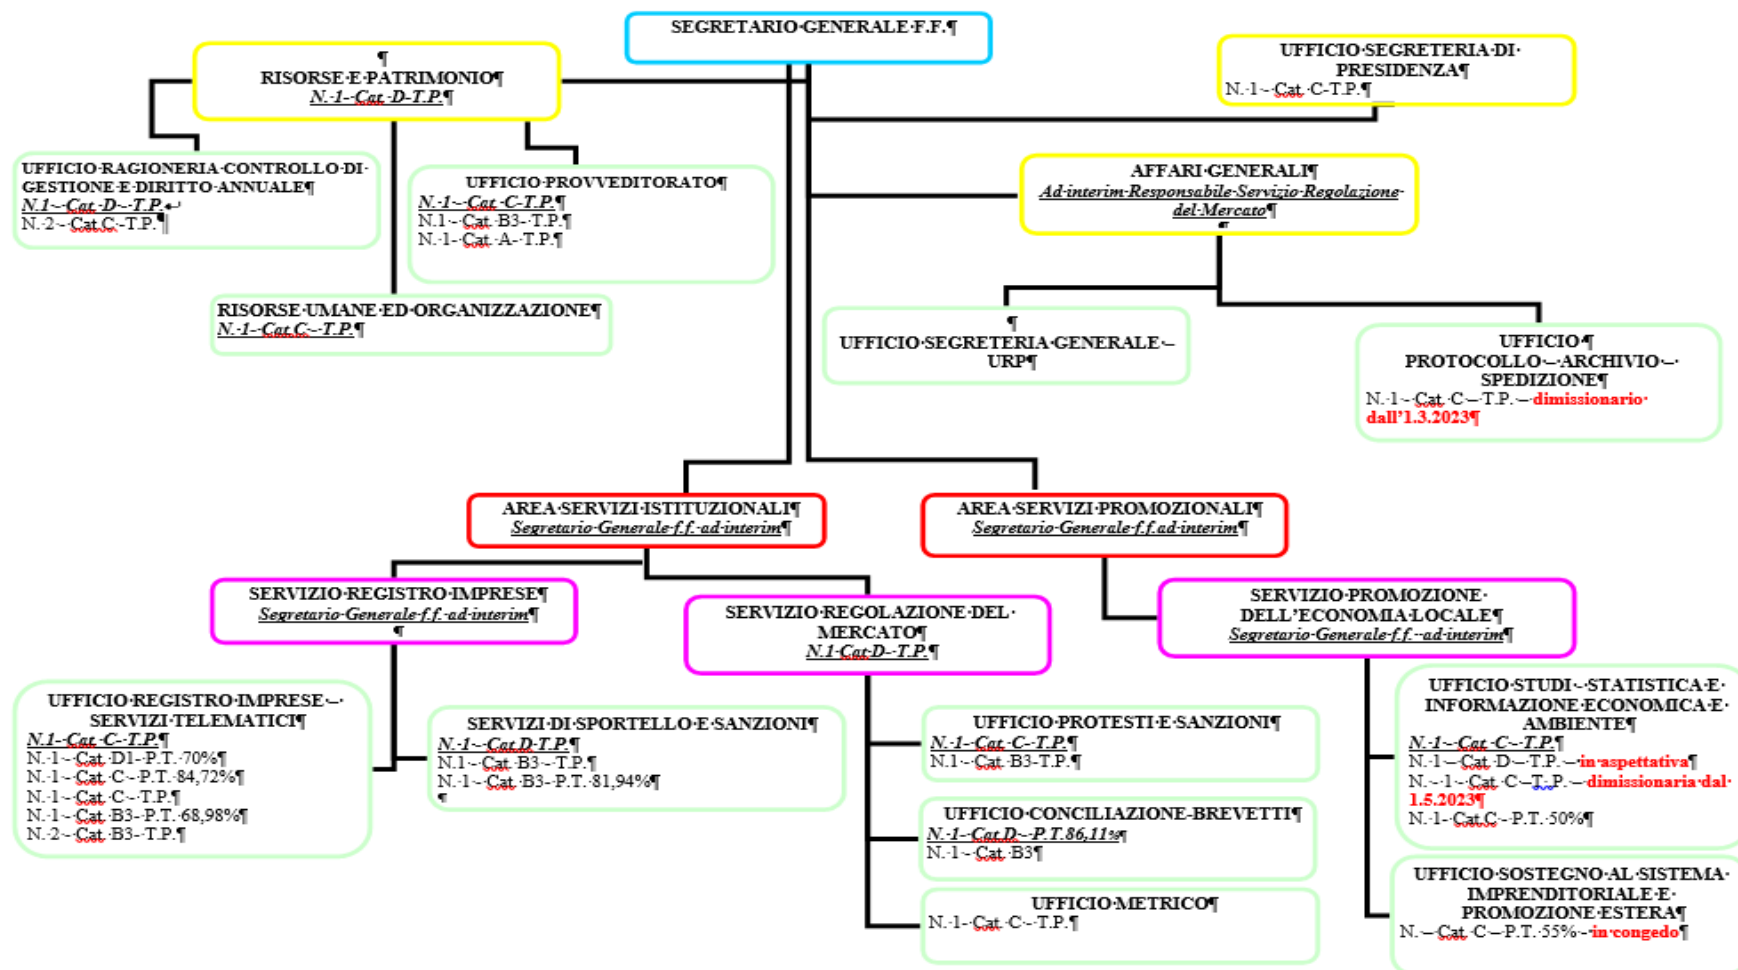 SEGRETARIO·GENERALE·F.F.¶
¶
RISORSE·E·PATRIMONIO¶
N.·1-·Cat.·D-T.P.¶
UFFICIO·SEGRETERIA·DI·
PRESIDENZA¶
N.·1·-·Cat.·C-T.P.¶
UFFICIO·RAGIONERIA·CONTROLLO·DI·
GESTIONE·E·DIRITTO·ANNUALE¶
N.1·-·Cat.·D·-·T.P.↵
N.·2·-·Cat.C·-T.P.¶
UFFICIO·PROVVEDITORATO¶
N.·1·-·Cat.·C-T.P.¶
N.1·-·Cat.·B3-·T.P.¶
N.·1-·Cat.·A-·T.P.¶
AFFARI·GENERALI¶
Ad·interim·Responsabile·Servizio·Regolazione·
del·Mercato¶
¶
RISORSE·UMANE·ED·ORGANIZZAZIONE¶
N.·1·-·Cat.C·-·T.P.¶
¶
UFFICIO·SEGRETERIA·GENERALE·–
URP¶
UFFICIO·¶
PROTOCOLLO·–·ARCHIVIO·–·
SPEDIZIONE¶
N.·1·-·Cat.·C·–·T.P.·–·dimissionario·
dall’1.3.2023¶
AREA·SERVIZI·ISTITUZIONALI¶
Segretario·Generale·f.f.·ad·interim¶
AREA·SERVIZI·PROMOZIONALI¶
Segretario·Generale·f.f.ad·interim¶
SERVIZIO·REGISTRO·IMPRESE¶
Segretario·Generale·f.f.·ad·interim¶
¶
SERVIZIO·REGOLAZIONE·DEL·
MERCATO¶
N.1·Cat·D-·T.P.¶
SERVIZIO·PROMOZIONE·
DELL’ECONOMIA·LOCALE¶
Segretario·Generale·f.f.·-ad·interim¶
UFFICIO·REGISTRO·IMPRESE·–·
SERVIZI·TELEMATICI¶
N.1-·Cat.·C-·T.P.¶
N.·1·-·Cat.·D1-·P.T.·70%¶
N.·1·-·Cat.·C·-·P.T.·84,72%¶
N.·1·-·Cat.·C·-·T.P.¶
N.·1·-·Cat.·B3-·P.T.·68,98%¶
N.·2·-·Cat.·B3-·T.P.¶
SERVIZI·DI·SPORTELLO·E·SANZIONI¶
N.·1·-·Cat.D-T.P.¶
N.1·-·Cat.·B3·-·T.P.¶
N.·1·-·Cat.·B3-·P.T.·81,94%¶
¶
UFFICIO·PROTESTI·E·SANZIONI¶
N.·1·-·Cat.·C·-T.P.¶
N.1·-·Cat.·B3-T.P.¶
UFFICIO·CONCILIAZIONE-BREVETTI¶
N.·1·-Cat.D·-·P.T.86,11%¶
N.·1·-·Cat.·B3¶
UFFICIO·METRICO¶
N.·1-·Cat.·C·-·T.P.¶
UFFICIO·STUDI·-·STATISTICA·E·
INFORMAZIONE·ECONOMICA·E·
AMBIENTE¶
N.·1·-·Cat.·C·-·T.P.¶
N.·1·-·Cat.·D·-·T.P.·–·in·aspettativa¶
N.·-·1·-·Cat.·C·–T.·P.·–·dimissionaria·dal·
1.5.2023¶
N.·1-·Cat.C·-·P.T.·50%¶
UFFICIO·SOSTEGNO·AL·SISTEMA·
IMPRENDITORIALE·E·
PROMOZIONE·ESTERA¶
N.·–·Cat.·C·–·P.T.·55%·-·in·congedo¶